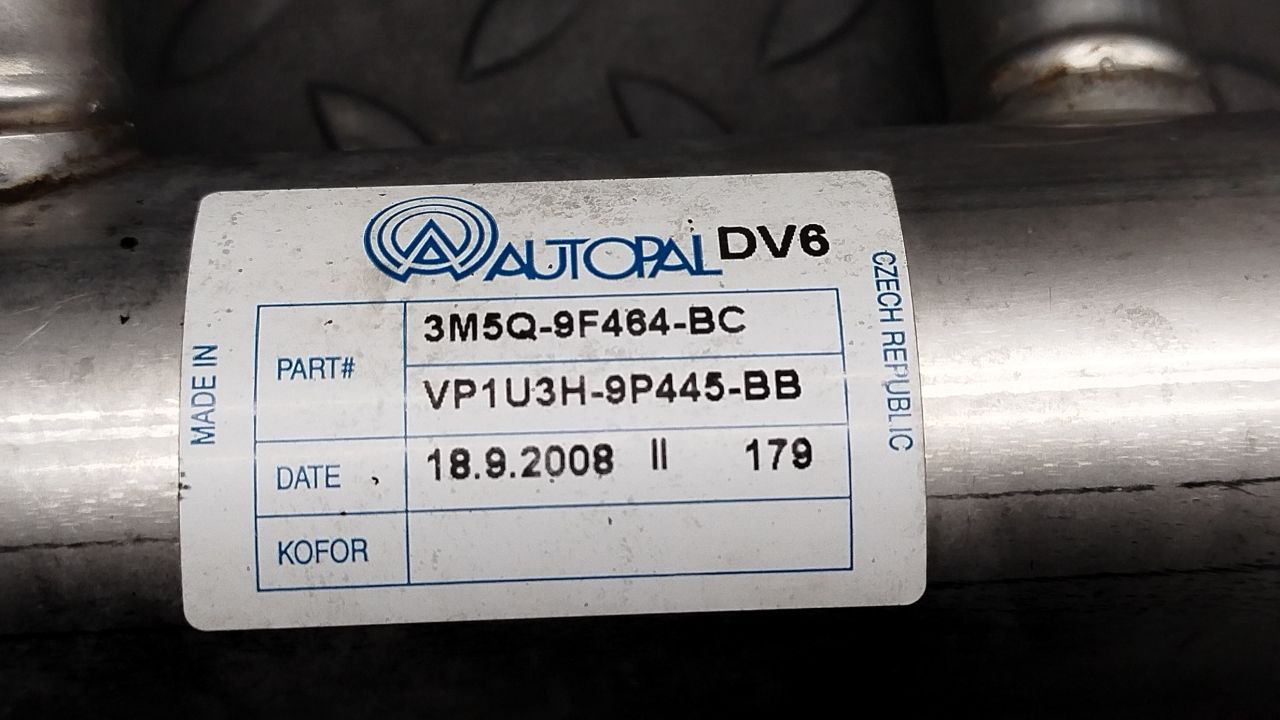 AUTOPAL DV6
MADE IN
PART#
3M5Q-9F464-BC
VP1U3H-9P445-BB
DATE 18.9.2008 II 179
KOFOR
CZECH REPUBLIC